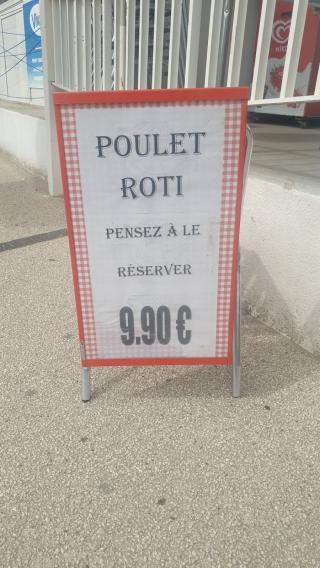 POULET
ROTI
PENSEZ À LE
RÉSERVER
9.90 €